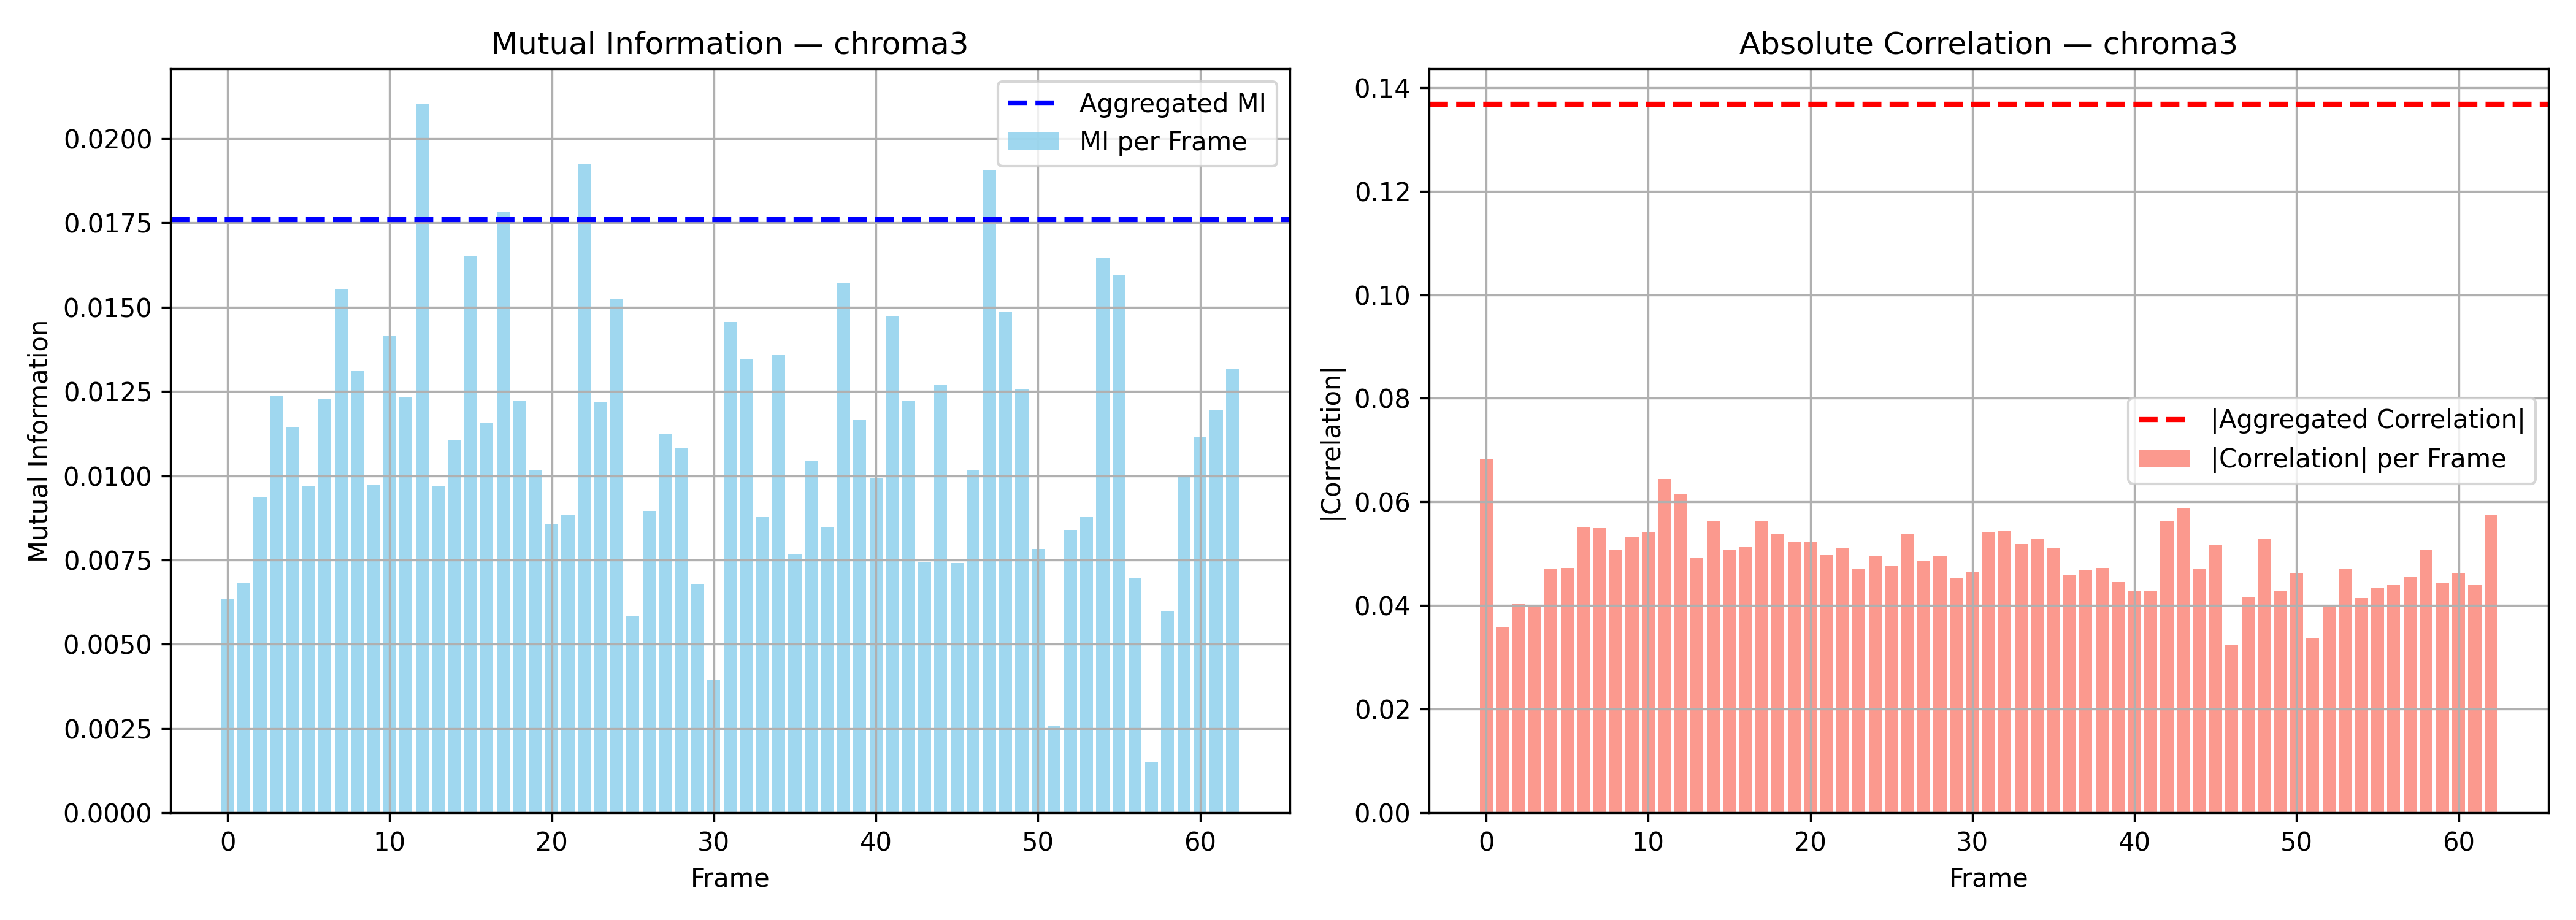 Mutual Information — chroma3
Aggregated MI
MI per Frame
Mutual Information
0.0200
0.0175
0.0150
0.0125
0.0100
0.0075
0.0050
0.0025
0.0000
0 10 20 30 40 50 60
Frame
Absolute Correlation — chroma3
|Aggregated Correlation|
|Correlation| per Frame
|Correlation|
0.14
0.12
0.10
0.08
0.06
0.04
0.02
0.00
0 10 20 30 40 50 60
Frame